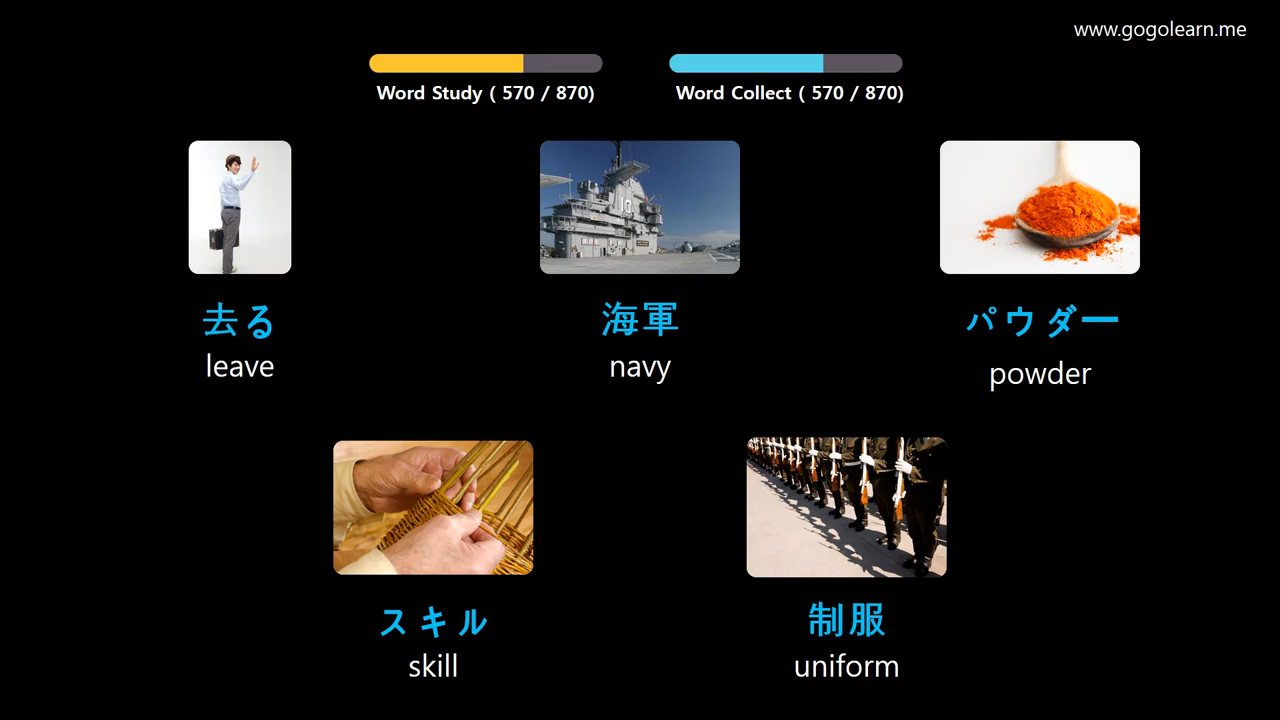 www.gogolearn.me
Word Study ( 570 / 870)
Word Collect ( 570 / 870)
去る
leave
海軍
navy
パウダー
powder
スキル
skill
制服
uniform